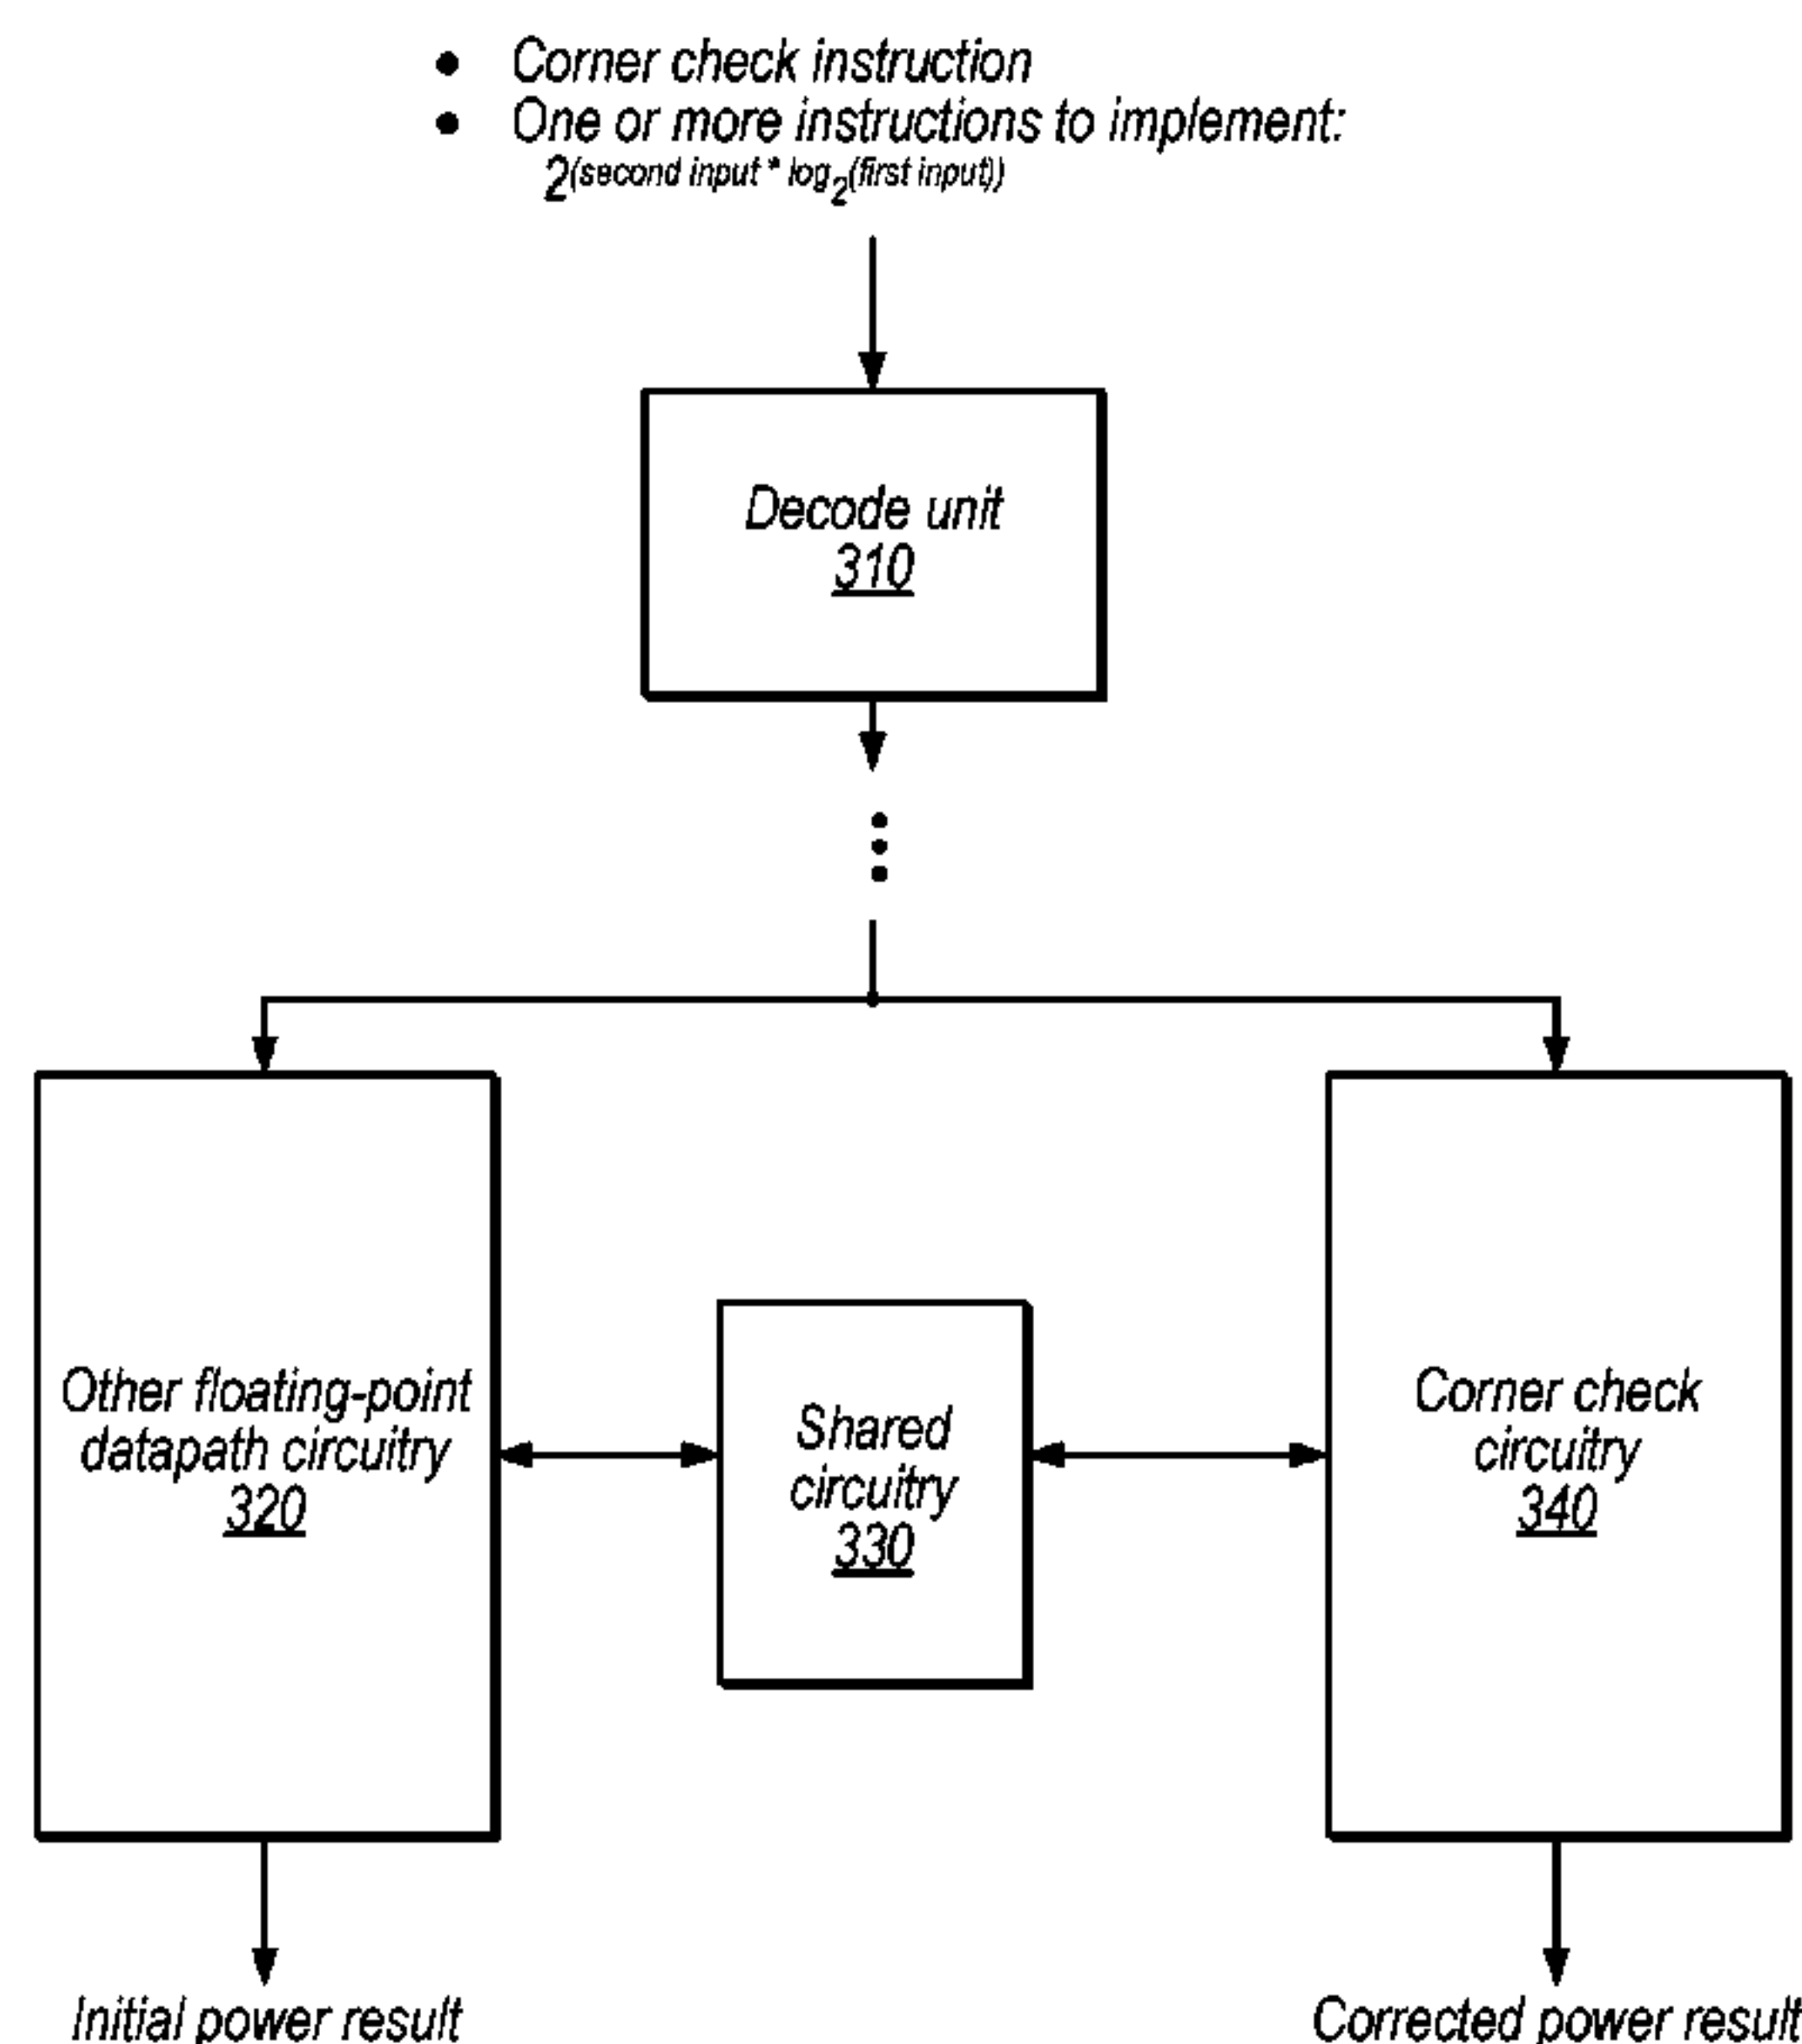 • Corner check instruction
• One or more instructions to implement:
2(second input * log2(first input))
Decode unit
310
Other floating-point
datapath circuitry
320
Shared
circuitry
330
Corner check
circuitry
340
Initial power result
Corrected power result